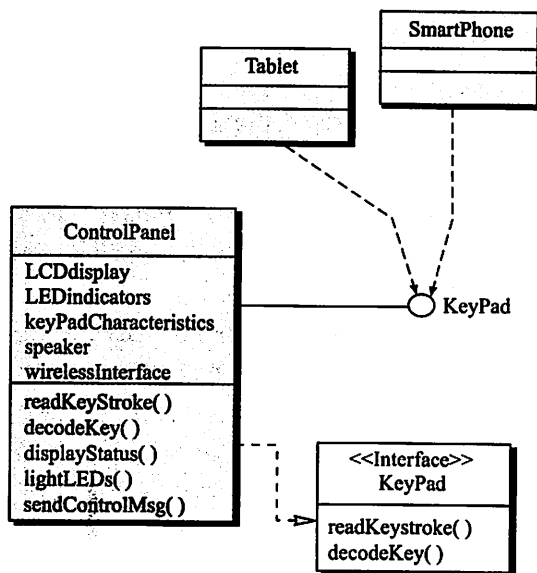 SmartPhone
Tablet
ControlPanel
LCDdisplay
LEDindicators
keyPadCharacteristics
speaker
wirelessInterface
readKeyStroke( )
decodeKey( )
displayStatus( )
lightLEDs( )
sendControlMsg( )
KeyPad
<<Interface>>
KeyPad
readKeystroke( )
decodeKey( )